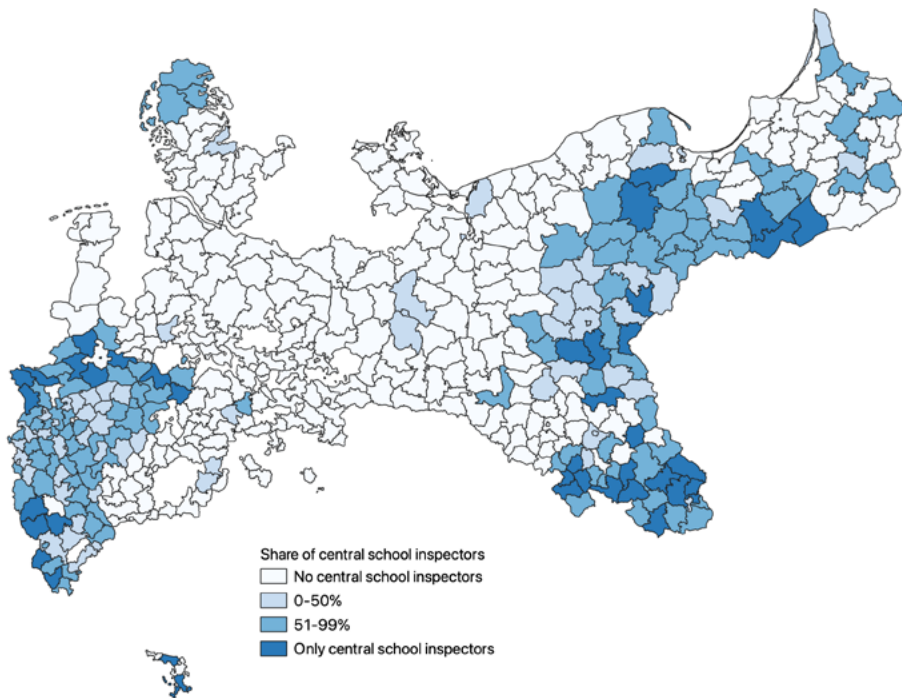 Share of central school inspectors
No central school inspectors
0-50%
51-99%
Only central school inspectors